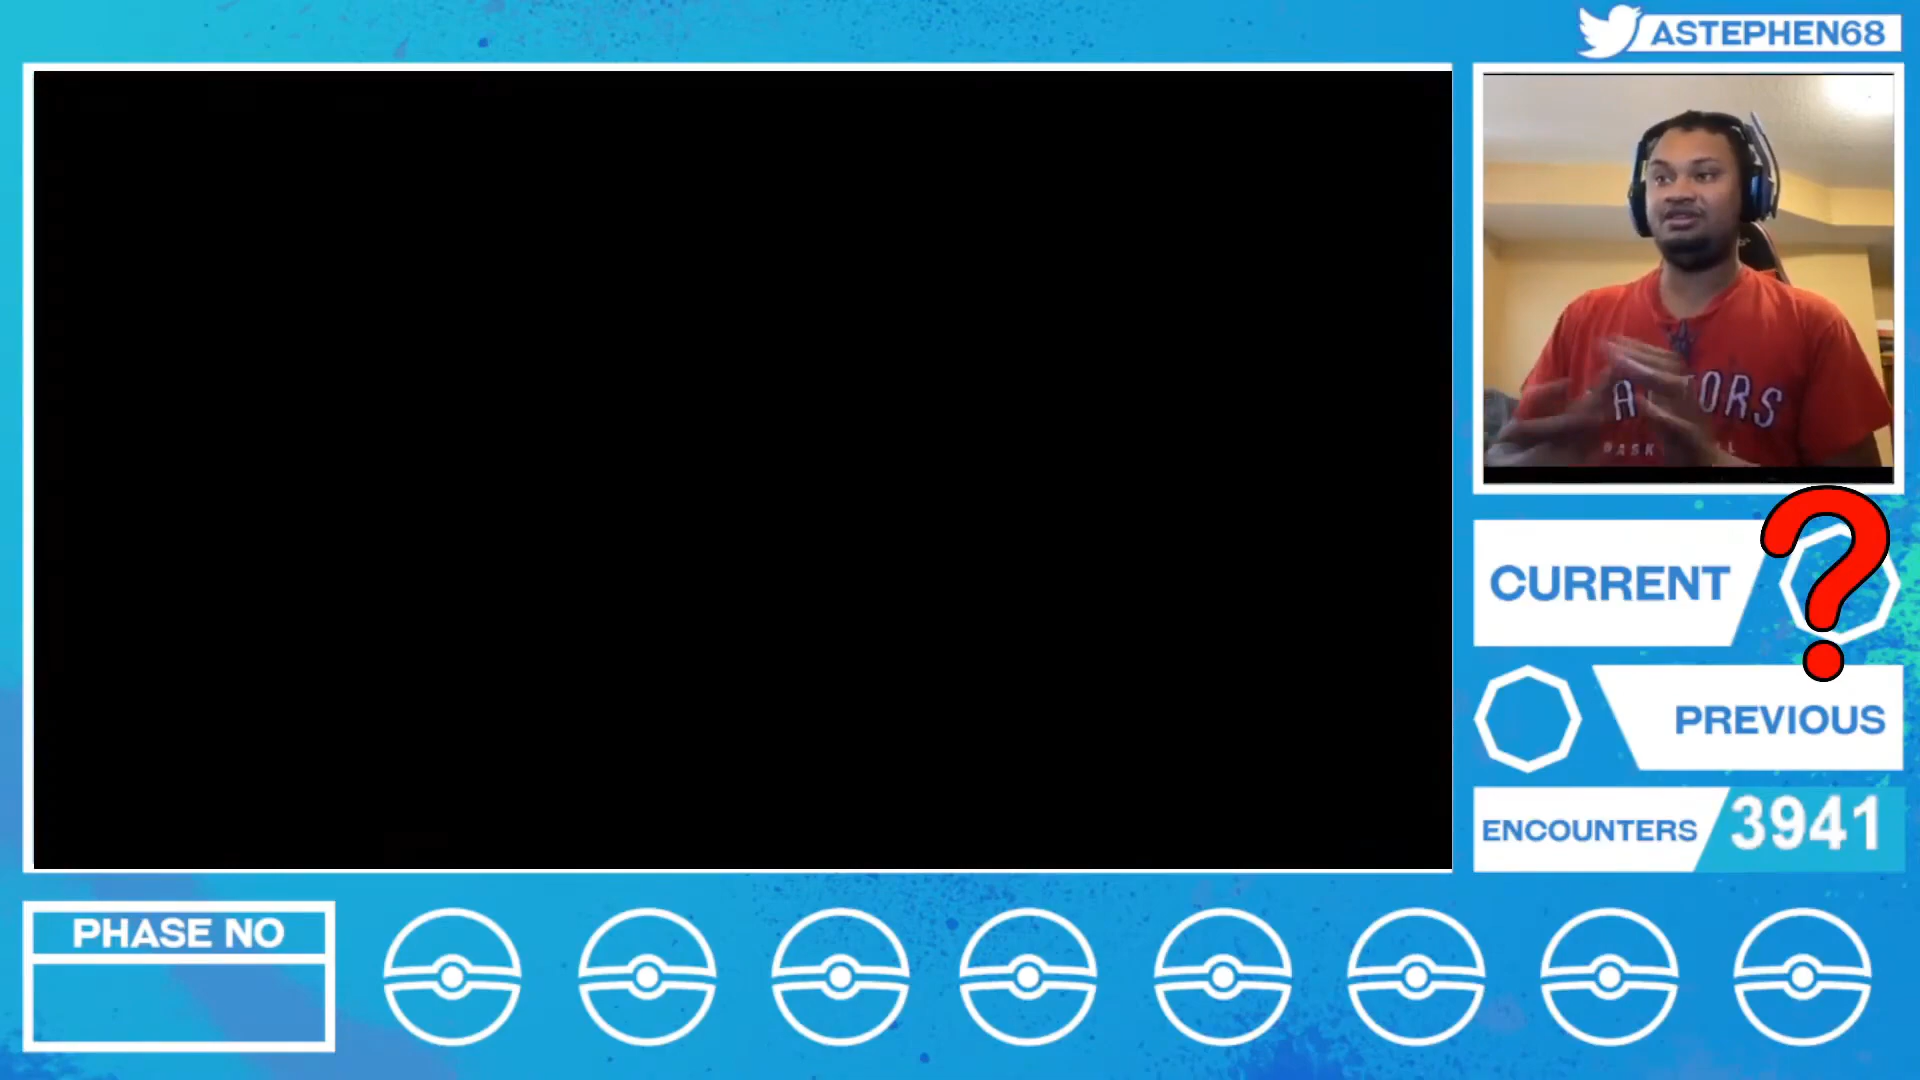 ASTEPHEN68
CURRENT
?
PREVIOUS
ENCOUNTERS 3941
PHASE NO